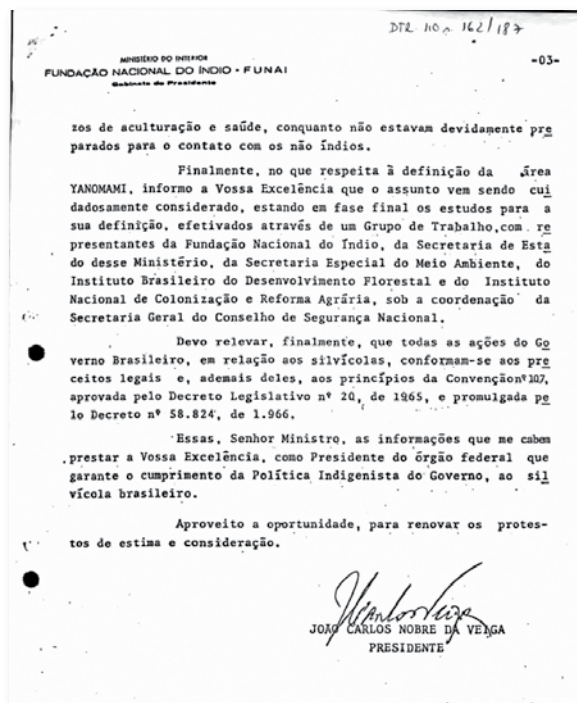 DTR. 110 n. 162/187
MINISTÉRIO DO INTERIOR
FUNDAÇÃO NACIONAL DO ÍNDIO - FUNAI
Gabinete do Presidente
-03-
zos de aculturação e saúde, conquanto não estavam devidamente pre
parados para o contato com os não índios.
Finalmente, no que respeita à definição da área
YANOMAMI, informo a Vossa Excelência que o assunto vem sendo cui
dadosamente considerado, estando em fase final os estudos para a
sua definição, efetivados através de um Grupo de Trabalho,com re
presentantes da Fundação Nacional do Índio, da Secretaria de Esta
do desse Ministério, da Secretaria Especial do Meio Ambiente, do
Instituto Brasileiro do Desenvolvimento Florestal e do Instituto
Nacional de Colonização e Reforma Agrária, sob a coordenação da
Secretaria Geral do Conselho de Segurança Nacional.
Devo relevar, finalmente, que todas as ações do Go
verno Brasileiro, em relação aos silvícolas, conformam-se aos pre
ceitos legais e, ademais deles, aos princípios da Convençãonº107,
aprovada pelo Decreto Legislativo nº 20, de 1965, e promulgada pe
lo Decreto nº 58.824, de 1.966.
Essas, Senhor Ministro, as informações que me cabem
prestar a Vossa Excelência, como Presidente do órgão federal que
garante o cumprimento da Política Indigenista do Governo, ao sil
vícola brasileiro.
Aproveito a oportunidade, para renovar os protes-
tos de estima e consideração.
JOÃO CARLOS NOBRE DA VEIGA
PRESIDENTE